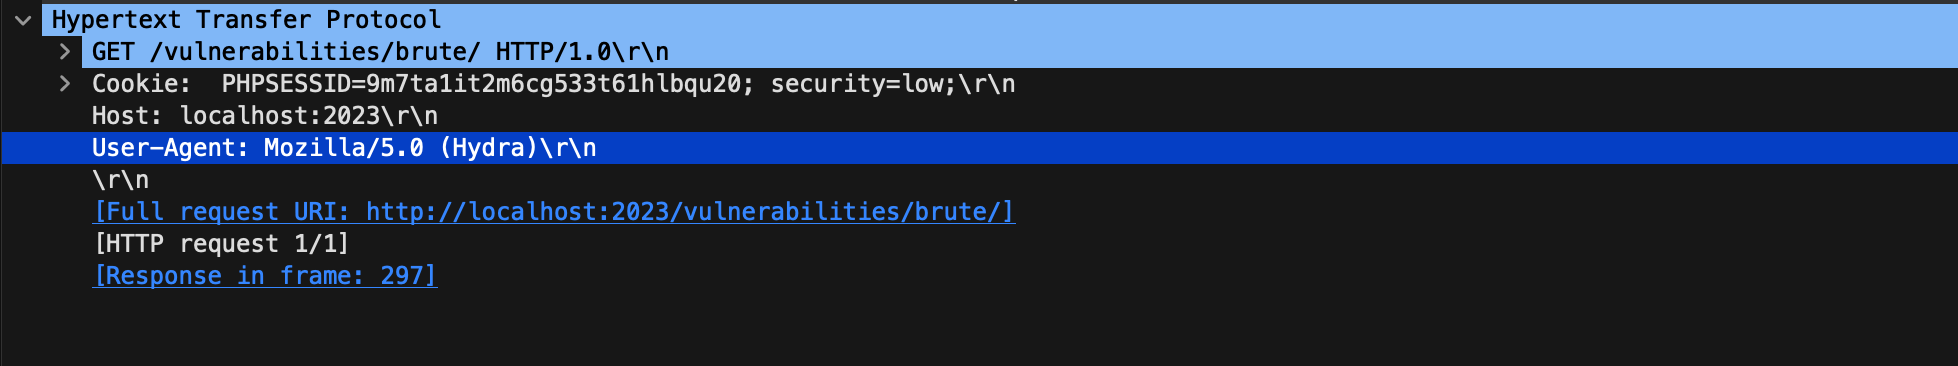 Hypertext Transfer Protocol
GET /vulnerabilities/brute/ HTTP/1.0\r\n
Cookie:  PHPSESSID=9m7ta1it2m6cg533t61hlbqu20; security=low;\r\n
Host: localhost:2023\r\n
User-Agent: Mozilla/5.0 (Hydra)\r\n
\r\n
[Full request URI: http://localhost:2023/vulnerabilities/brute/]
[HTTP request 1/1]
[Response in frame: 297]